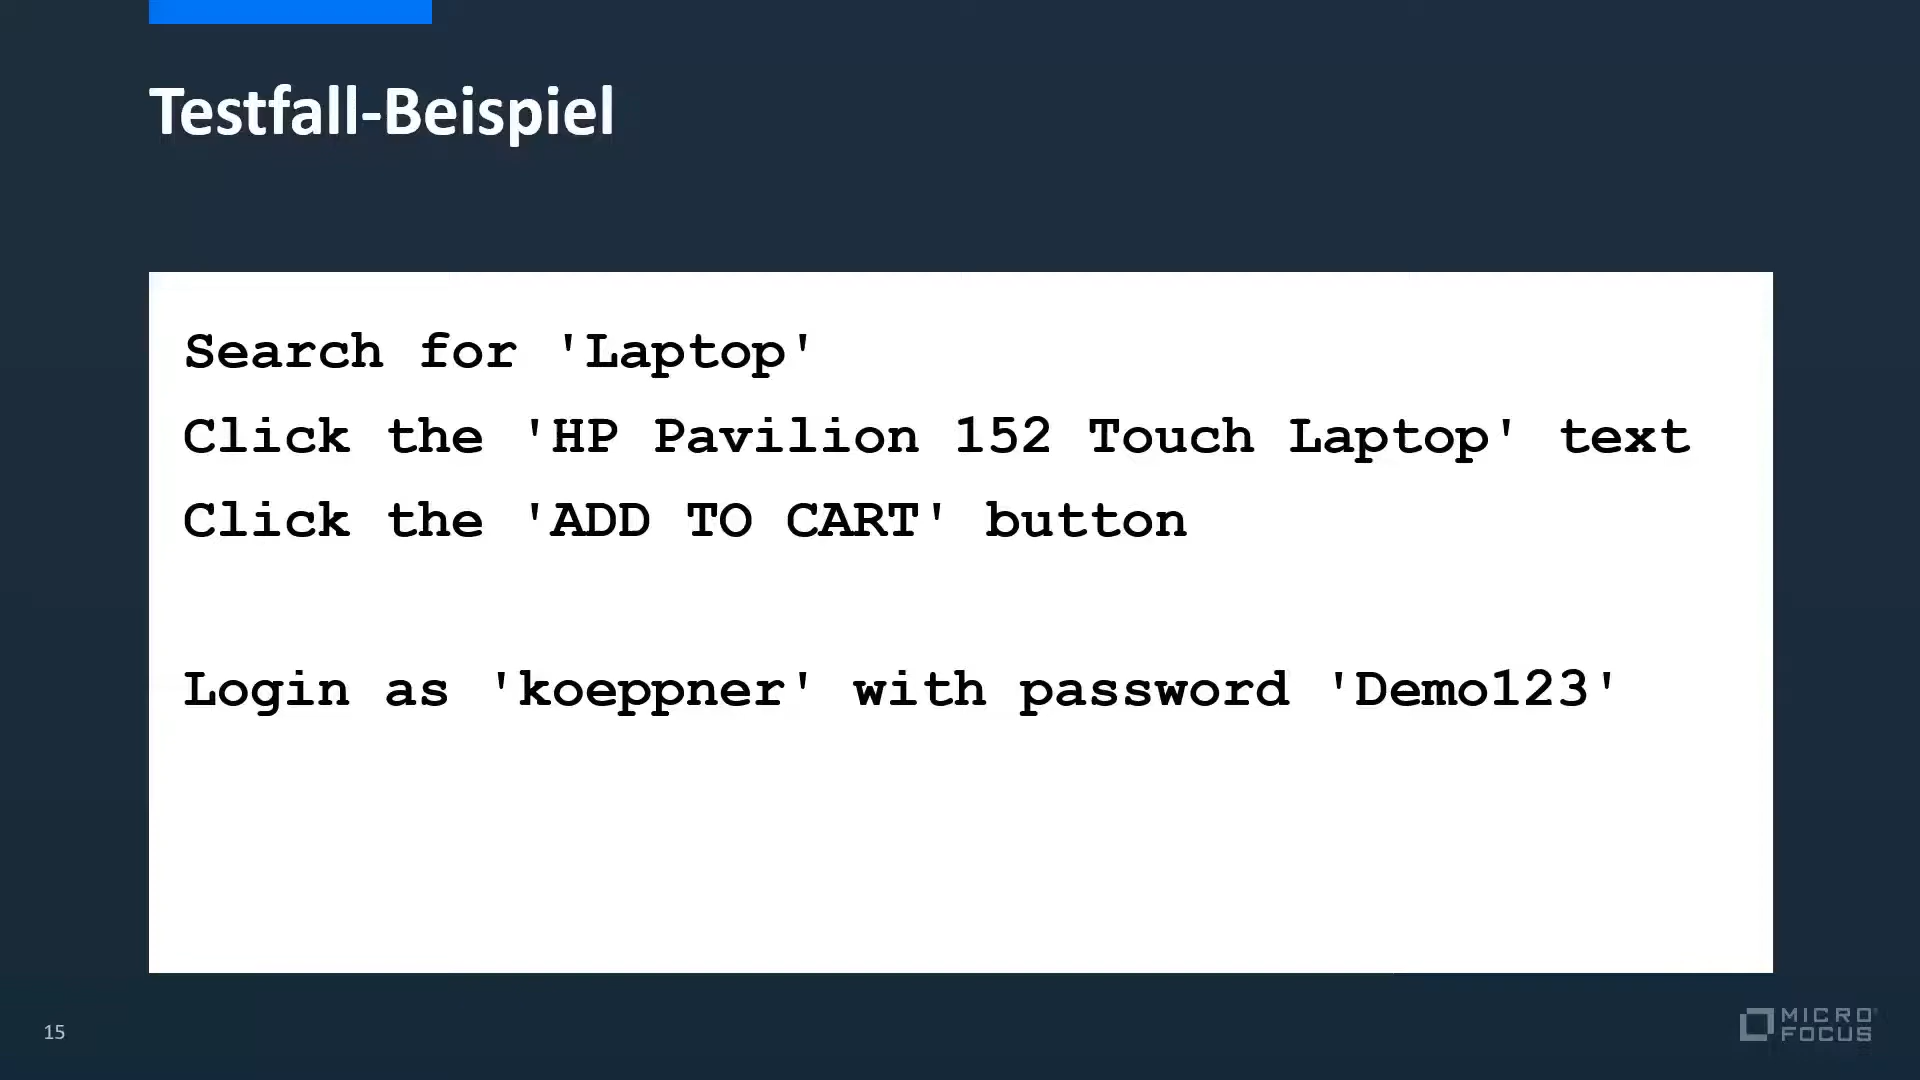 Testfall-Beispiel
Search for 'Laptop'
Click the 'HP Pavilion 152 Touch Laptop' text
Click the 'ADD TO CART' button
Login as 'koeppner' with password 'Demo123'
15
MICRO
FOCUS